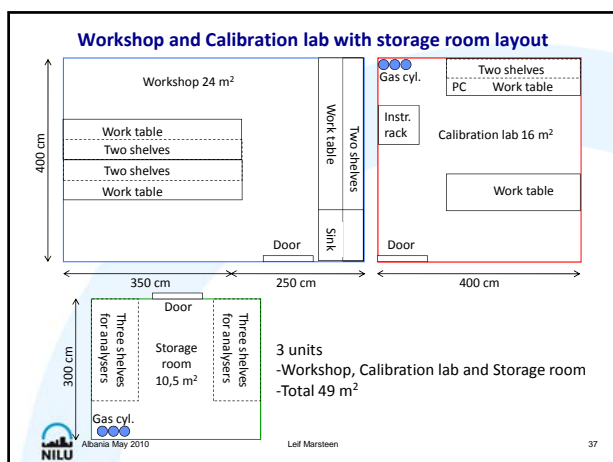 Workshop and Calibration lab with storage room layout
Workshop 24 m²
Work table
Two shelves
Two shelves
Work table
Work table
Two shelves
Sink
Door
400 cm
350 cm
250 cm
Gas cyl.
Two shelves
PC
Work table
Instr.
rack
Calibration lab 16 m²
Work table
Door
400 cm
Door
Three shelves
for analysers
Storage
room
10,5 m²
Three shelves
for analysers
300 cm
Gas cyl.
3 units
-Workshop, Calibration lab and Storage room
-Total 49 m²
NILU
Albania May 2010
Leif Marsteen
37